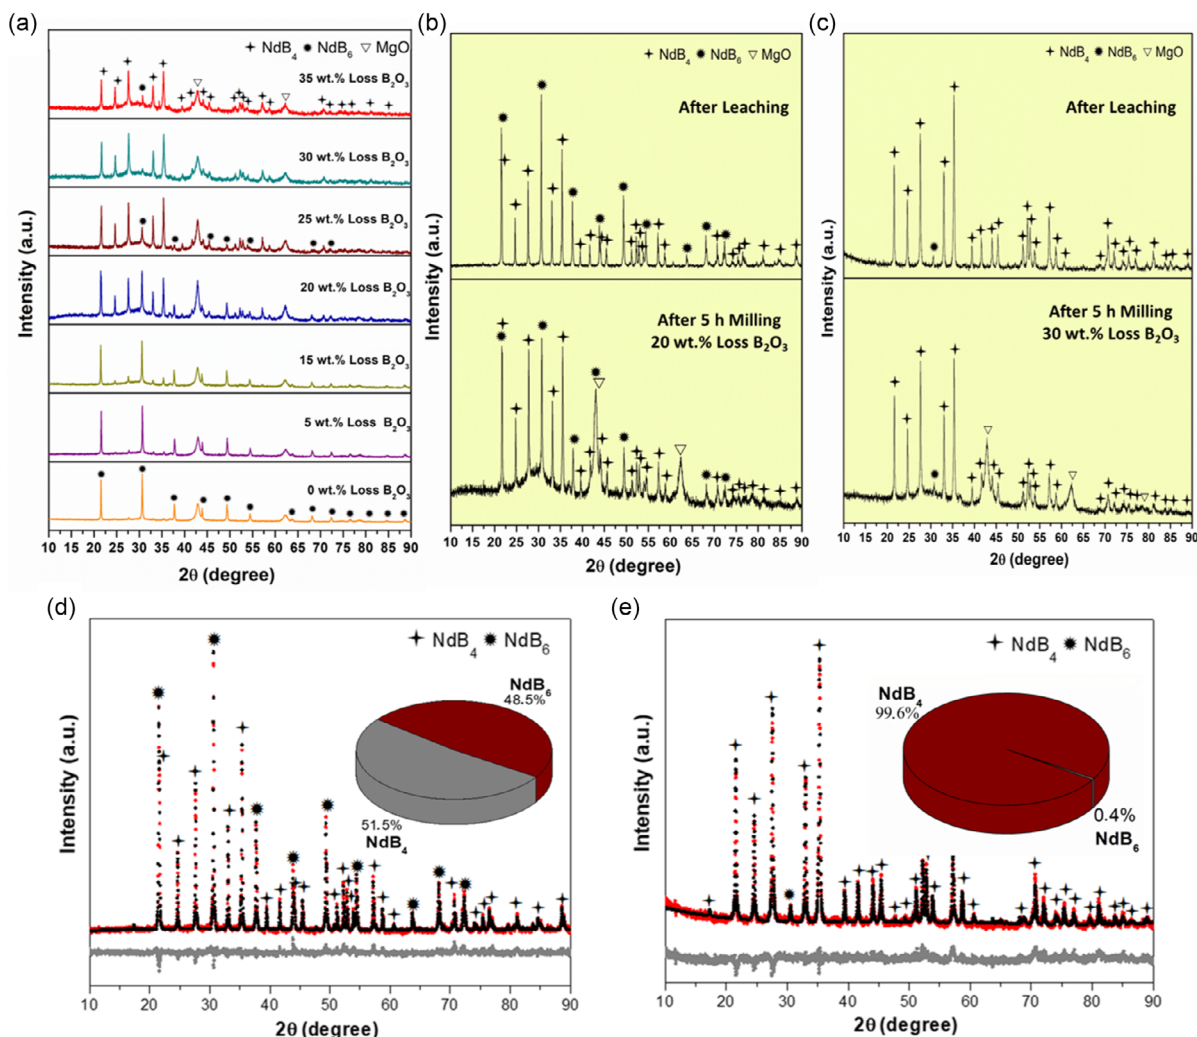 (a)
NdB4 NdB6 MgO
35 wt.% Loss B2O3
30 wt.% Loss B2O3
25 wt.% Loss B2O3
20 wt.% Loss B2O3
15 wt.% Loss B2O3
5 wt.% Loss B2O3
0 wt.% Loss B2O3
Intensity (a.u.)
10 15 20 25 30 35 40 45 50 55 60 65 70 75 80 85 90
2θ (degree)
(b)
NdB4 NdB6 MgO
After Leaching
After 5 h Milling
20 wt.% Loss B2O3
Intensity (a.u.)
10 15 20 25 30 35 40 45 50 55 60 65 70 75 80 85 90
2θ (degree)
(c)
NdB4 NdB6 MgO
After Leaching
After 5 h Milling
30 wt.% Loss B2O3
Intensity (a.u.)
10 15 20 25 30 35 40 45 50 55 60 65 70 75 80 85 90
2θ (degree)
(d)
NdB4 NdB6
NdB6
48.5%
51.5%
NdB4
Intensity (a.u.)
10 20 30 40 50 60 70 80 90
2θ (degree)
(e)
NdB4 NdB6
NdB4
99.6%
0.4%
NdB6
Intensity (a.u.)
10 20 30 40 50 60 70 80 90
2θ (degree)